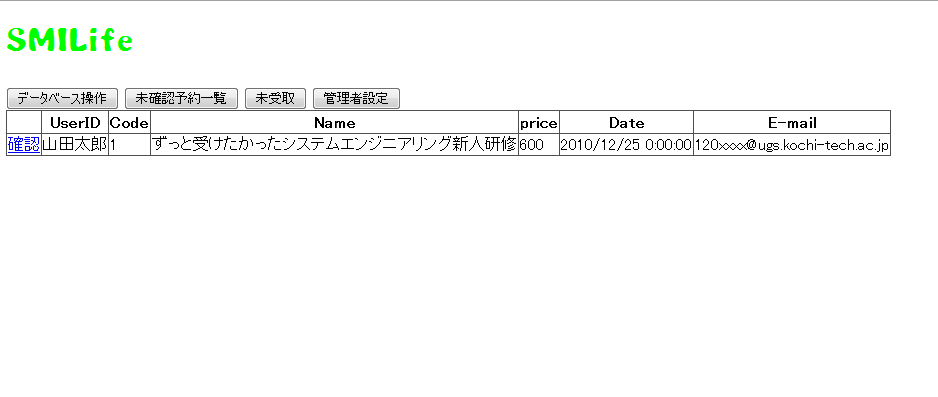 SMILife
データベース操作 未確認予約一覧 未受取 管理者設定
UserID Code Name price Date E-mail
確認 山田太郎 1 ずっと受けたかったシステムエンジニアリング新人研修 600 2010/12/25 0:00:00 120xxxx@ugs.kochi-tech.ac.jp